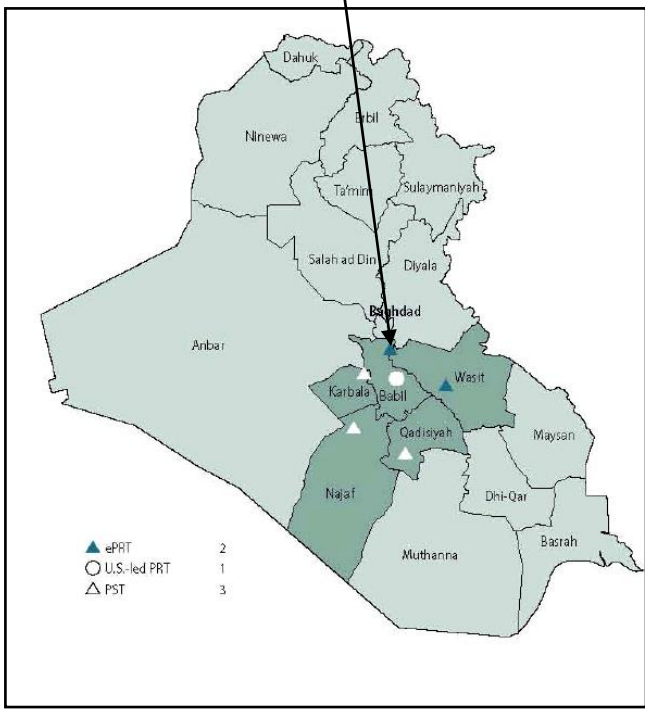 Dahuk
Erbil
Ninewa
Ta'mim
Sulaymaniyah
Salah ad Din
Diyala
Baghdad
Anbar
Wasit
Karbala
Babil
Qadisiyah
Maysan
Najaf
Dhi-Qar
Basrah
Muthanna
ePRT 2
U.S.-led PRT 1
PST 3